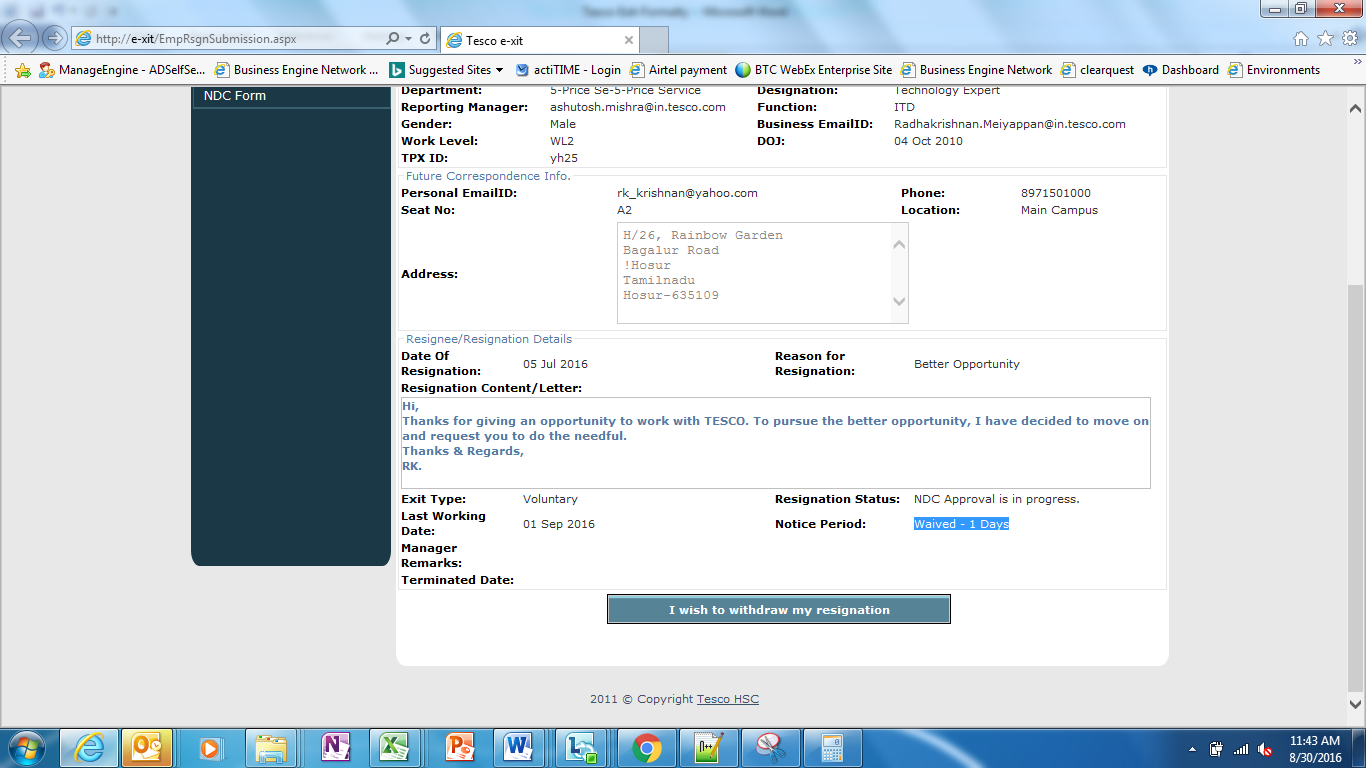 Tesco Exit Formality - Microsoft Word
http://e-xit/EmpRsgnSubmission.aspx
Tesco e-xit
ManageEngine - ADSelfSe...
Business Engine Network ...
Suggested Sites
actiTIME - Login
Airtel payment
BTC WebEx Enterprise Site
Business Engine Network
clearquest
Dashboard
Environments
NDC Form
Department: 5-Price Se-5-Price Service Designation: Technology Expert
Reporting Manager: ashutosh.mishra@in.tesco.com Function: ITD
Gender: Male Business EmailID: Radhakrishnan.Meiyappan@in.tesco.com
Work Level: WL2 DOJ: 04 Oct 2010
TPX ID: yh25
Future Correspondence Info.
Personal EmailID: rk_krishnan@yahoo.com Phone: 8971501000
Seat No: A2 Location: Main Campus
Address:
H/26, Rainbow Garden
Bagalur Road
!Hosur
Tamilnadu
Hosur-635109
Resignee/Resignation Details
Date Of
Resignation: 05 Jul 2016
Reason for
Resignation: Better Opportunity
Resignation Content/Letter:
Hi,
Thanks for giving an opportunity to work with TESCO. To pursue the better opportunity, I have decided to move on
and request you to do the needful.
Thanks & Regards,
RK.
Exit Type: Voluntary Resignation Status: NDC Approval is in progress.
Last Working
Date: 01 Sep 2016 Notice Period: Waived - 1 Days
Manager
Remarks:
Terminated Date:
I wish to withdraw my resignation
2011 © Copyright Tesco HSC
11:43 AM
8/30/2016